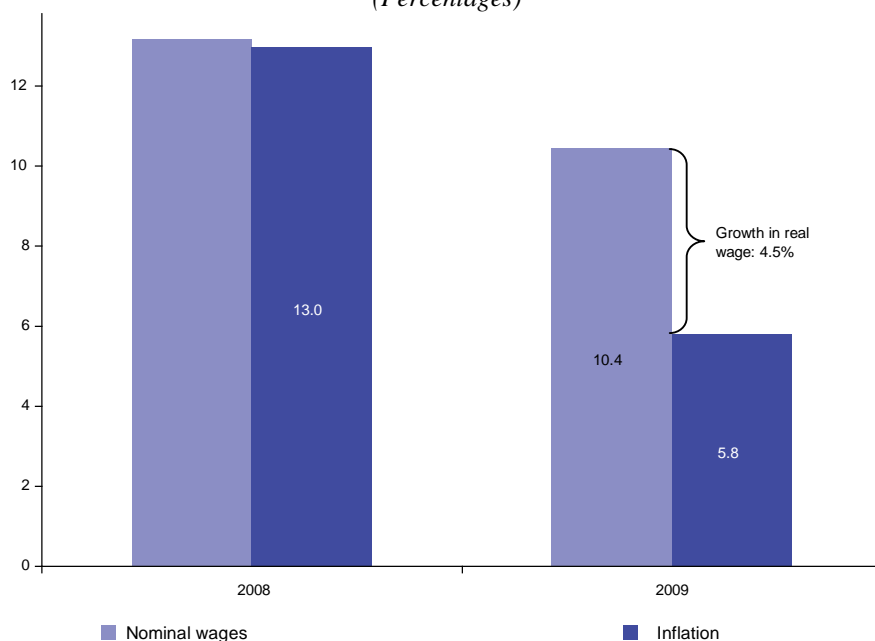 (Percentages)
12
10
8
6
4
2
0
13.0
10.4
5.8
Growth in real
wage: 4.5%
2008
2009
Nominal wages
Inflation